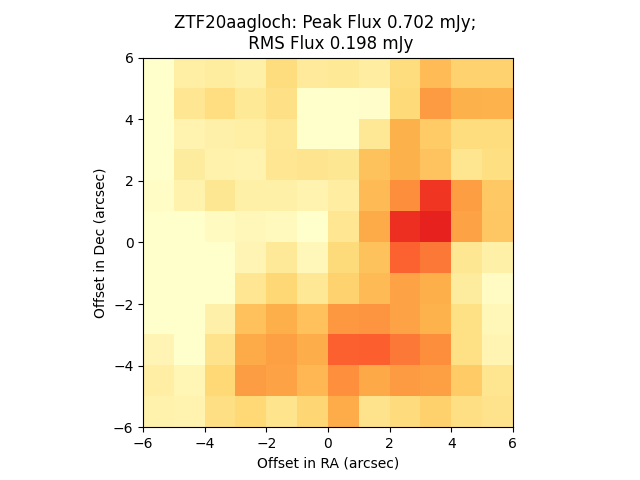 ZTF20aagloch: Peak Flux 0.702 mJy;
RMS Flux 0.198 mJy
6
4
2
0
−2
−4
−6
Offset in Dec (arcsec)
−6 −4 −2 0 2 4 6
Offset in RA (arcsec)